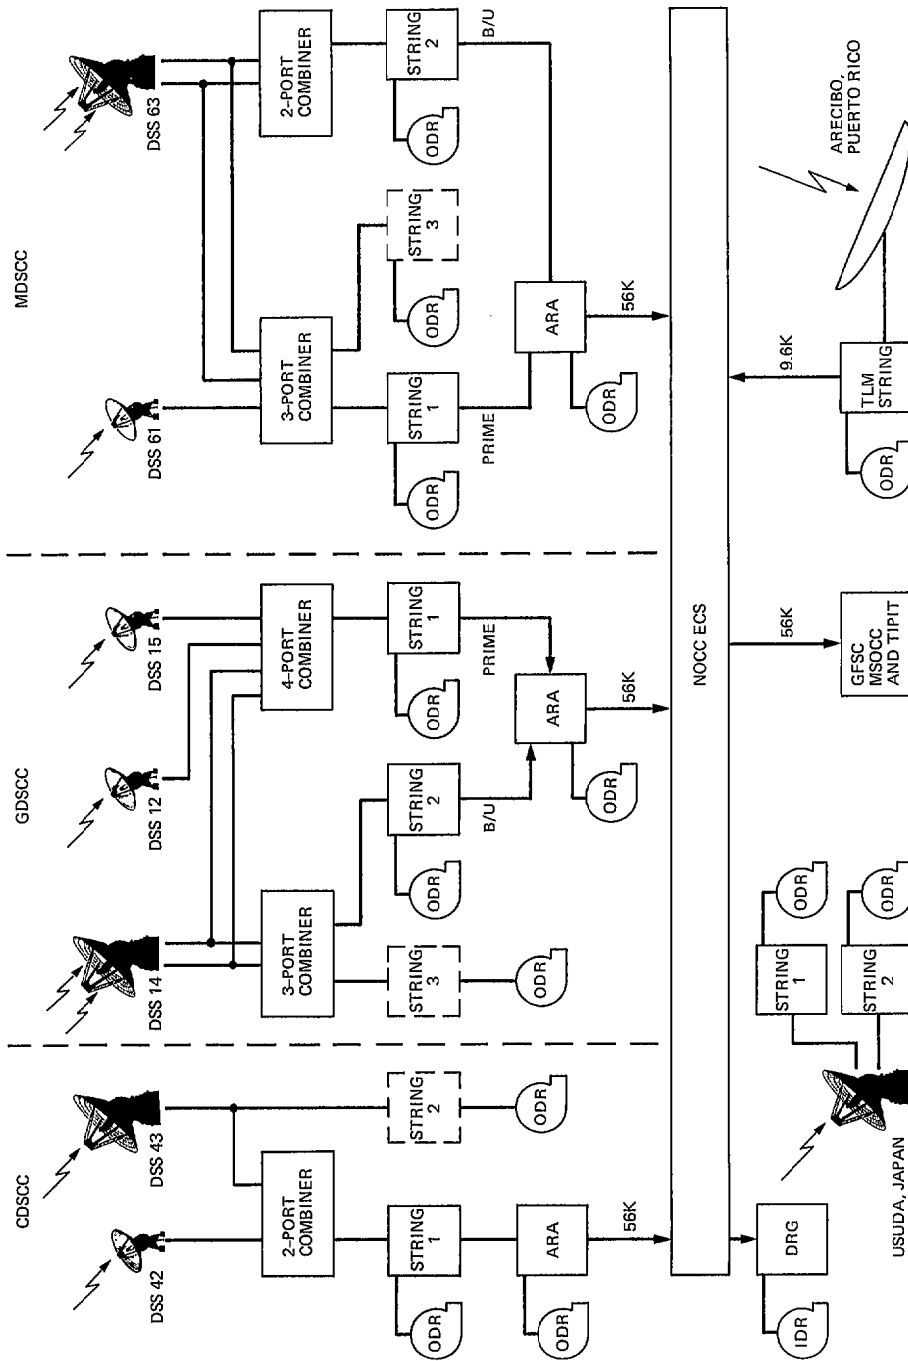 CDSCC
DSS 42
DSS 43
2-PORT
COMBINER
STRING
1
ODR
STRING
2
ODR
ARA
ODR
56K
GDSCC
DSS 14
DSS 12
DSS 15
3-PORT
COMBINER
4-PORT
COMBINER
STRING
3
ODR
STRING
2
ODR
B/U
STRING
1
ODR
PRIME
ARA
ODR
56K
MDSCC
DSS 61
DSS 63
3-PORT
COMBINER
2-PORT
COMBINER
STRING
1
ODR
PRIME
STRING
3
ODR
STRING
2
ODR
B/U
ARA
ODR
56K
NOCC ECS
DRG
IDR
USUDA, JAPAN
STRING
1
ODR
STRING
2
ODR
56K
GFSC
MSOCC
AND TIPIT
9.6K
TLM
STRING
ODR
ARECIBO,
PUERTO RICO